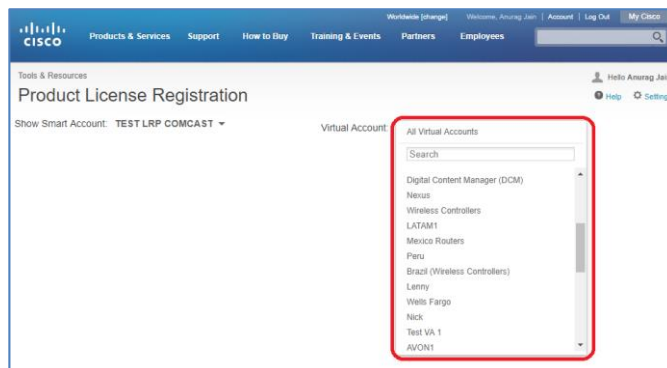 Worldwide [change] Welcome, Anurag Jain | Account | Log Out My Cisco
CISCO Products & Services Support How to Buy Training & Events Partners Employees
Tools & Resources
Hello Anurag Jai
Product License Registration
Help Setting
Show Smart Account: TEST LRP COMCAST
Virtual Account:
All Virtual Accounts
Search
Digital Content Manager (DCM)
Nexus
Wireless Controllers
LATAM1
Mexico Routers
Peru
Brazil (Wireless Controllers)
Lenny
Wells Fargo
Nick
Test VA 1
AVON1